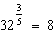 32^{3/5} = 8